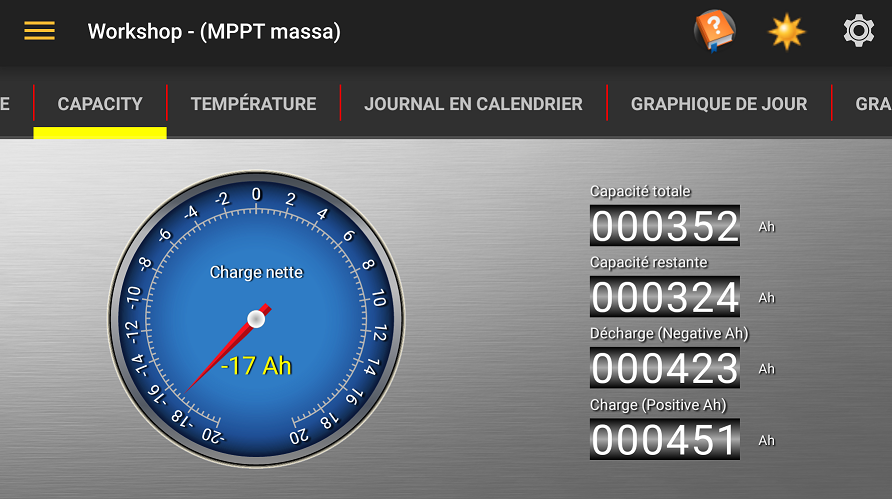 Workshop - (MPPT massa)
?
E CAPACITY TEMPÉRATURE JOURNAL EN CALENDRIER GRAPHIQUE DE JOUR GRA
Capacité totale
000352 Ah
Capacité restante
000324 Ah
Décharge (Negative Ah)
000423 Ah
Charge (Positive Ah)
000451 Ah
-20 -18 -16 -14 -12 -10 -8 -6 -4 -2 0 2 4 6 8 10 12 14 16 18 20
Charge nette
-17 Ah